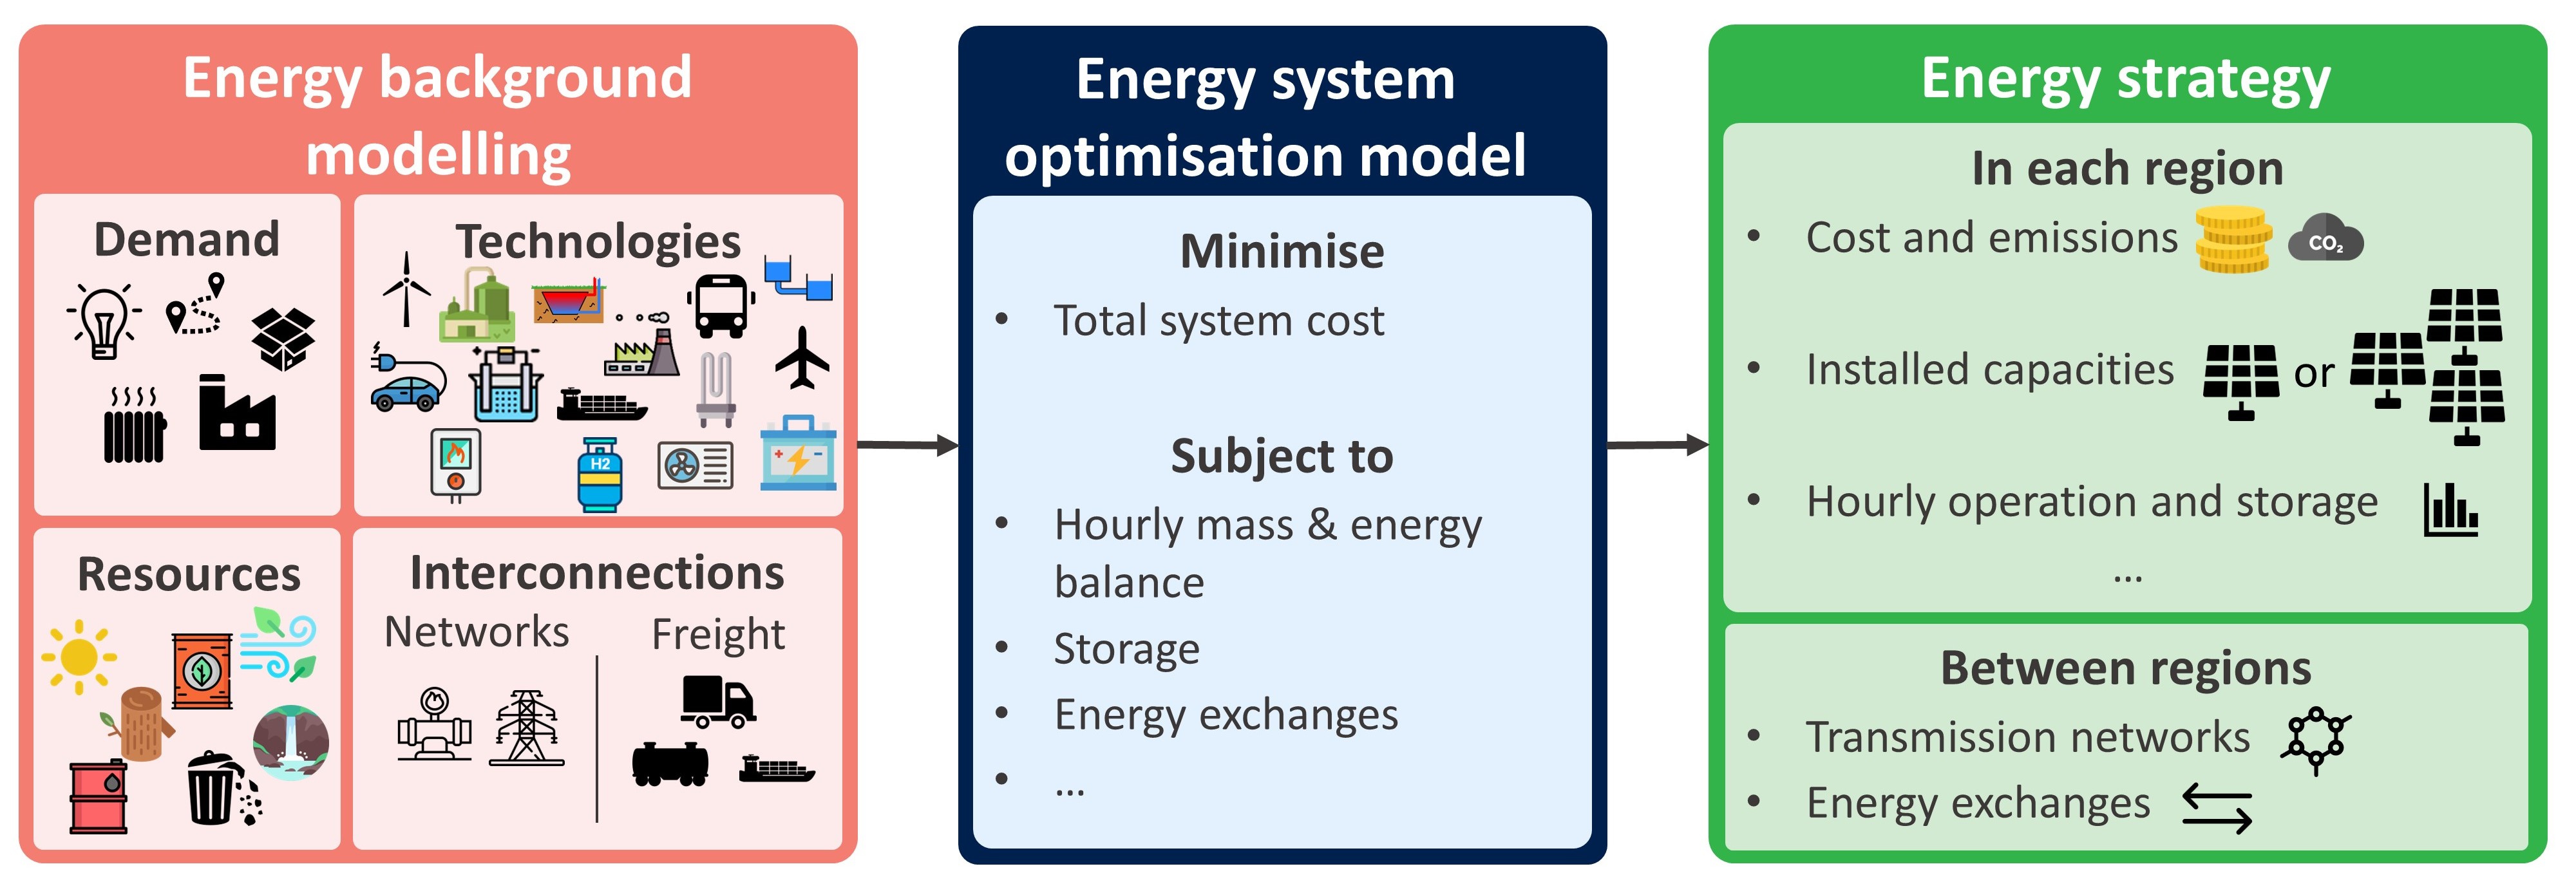 Energy background
modelling
Demand
Technologies
H2
Resources
Interconnections
Networks
Freight
Energy system
optimisation model
Minimise
• Total system cost
Subject to
• Hourly mass & energy
balance
• Storage
• Energy exchanges
• ...
Energy strategy
In each region
• Cost and emissions
CO₂
• Installed capacities
or
• Hourly operation and storage
...
Between regions
• Transmission networks
• Energy exchanges